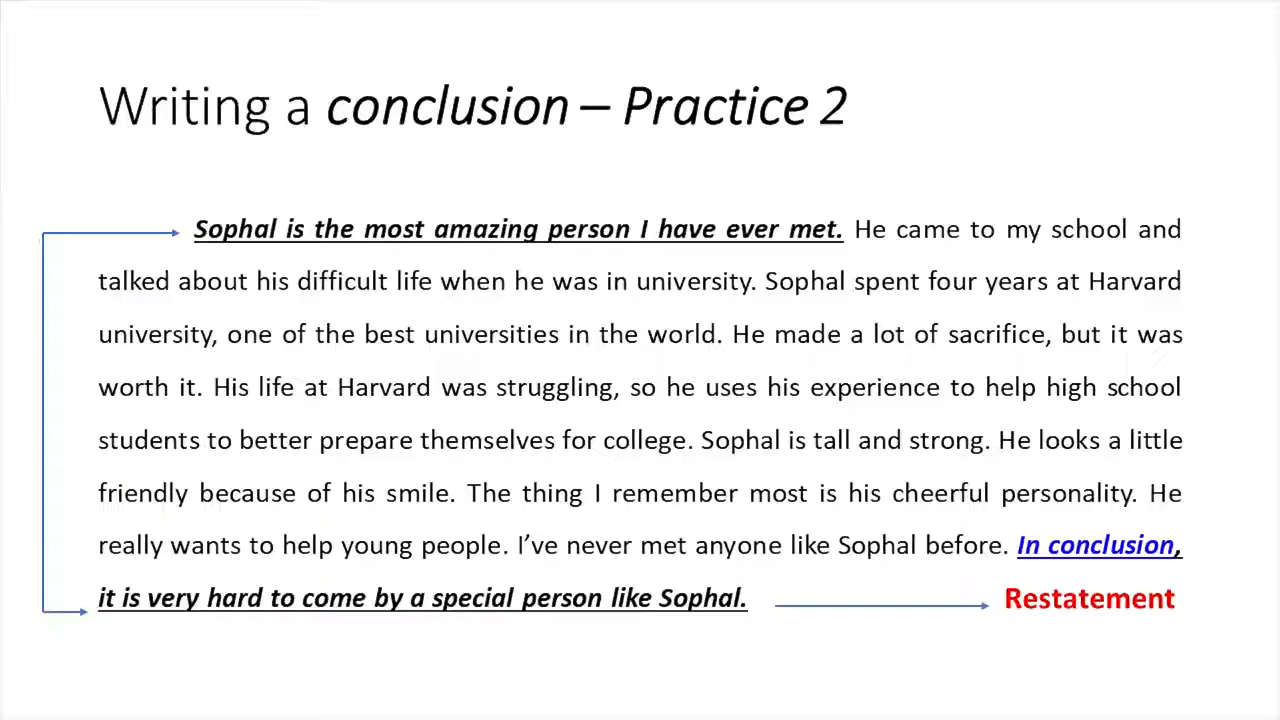 Writing a conclusion – Practice 2
Sophal is the most amazing person I have ever met. He came to my school and
talked about his difficult life when he was in university. Sophal spent four years at Harvard
university, one of the best universities in the world. He made a lot of sacrifice, but it was
worth it. His life at Harvard was struggling, so he uses his experience to help high school
students to better prepare themselves for college. Sophal is tall and strong. He looks a little
friendly because of his smile. The thing I remember most is his cheerful personality. He
really wants to help young people. I’ve never met anyone like Sophal before. In conclusion,
it is very hard to come by a special person like Sophal. Restatement